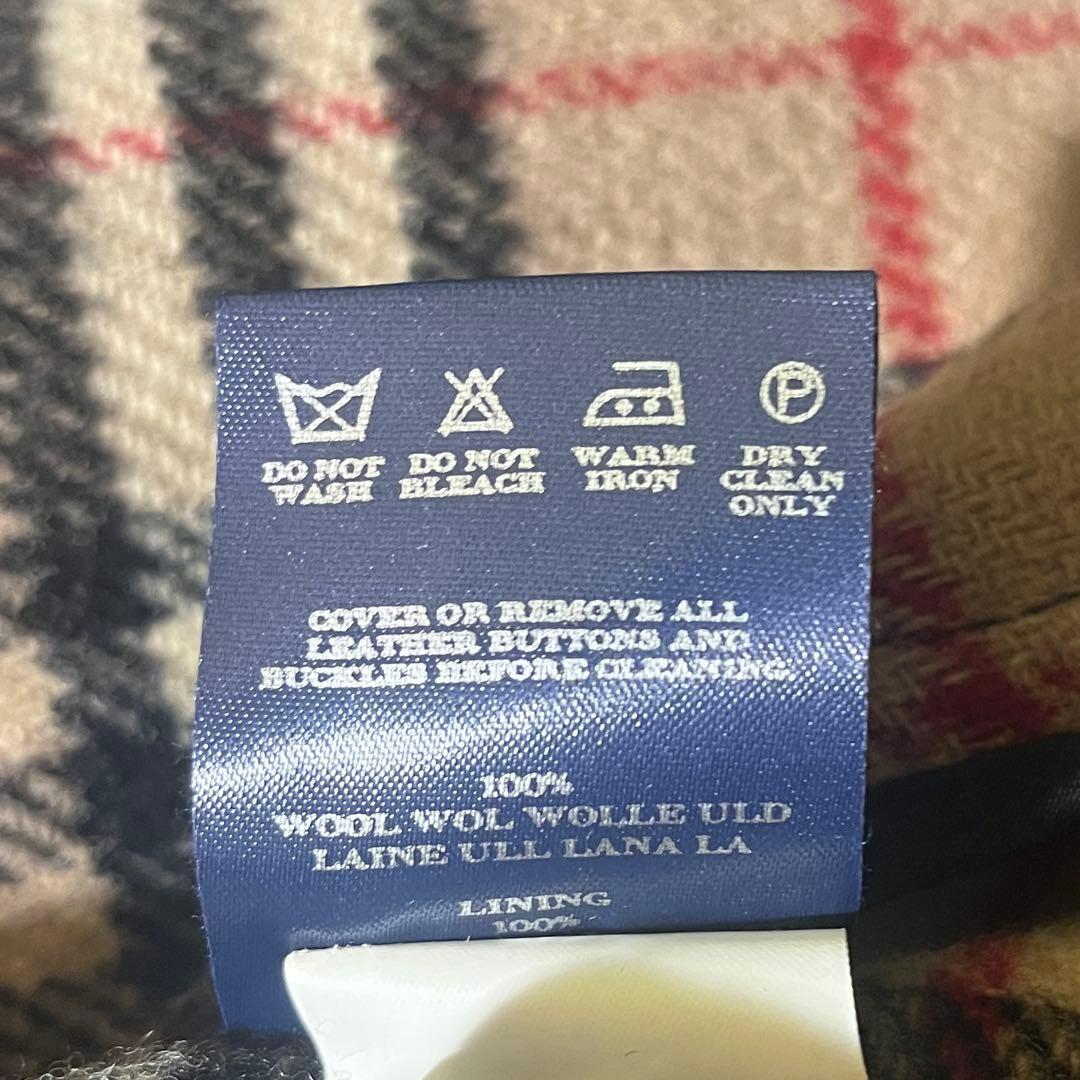 P
DO NOT WASH
DO NOT BLEACH
WARM IRON
DRY CLEAN ONLY
COVER OR REMOVE ALL
LEATHER BUTTONS AND
BUCKLES BEFORE CLEANING.
100%
WOOL WOL WOLLE ULD
LAINE ULL LANA LA
LINING
100%